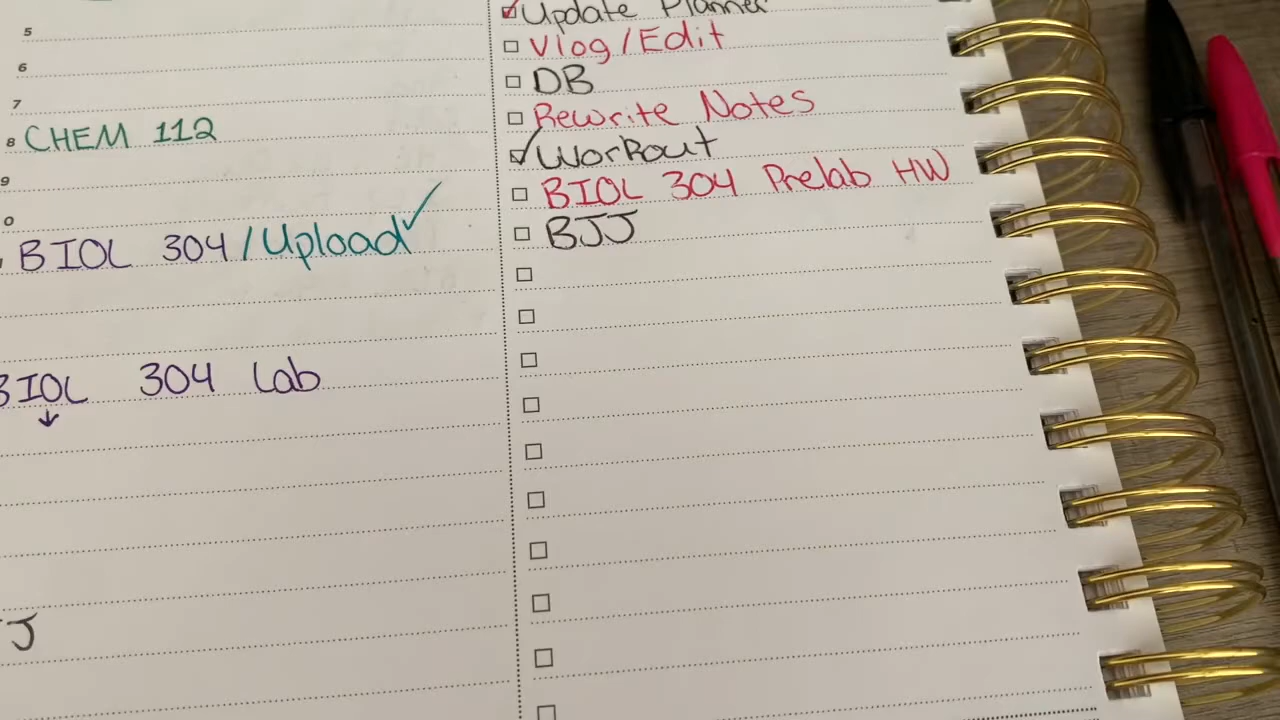 5
6
7
8 CHEM 112
9
0
BIOL 304/Upload✓
BIOL 304 Lab
↓
J
Update Planner
Vlog/Edit
DB
Rewrite Notes
Workout
BIOL 304 Prelab HW
BJJ